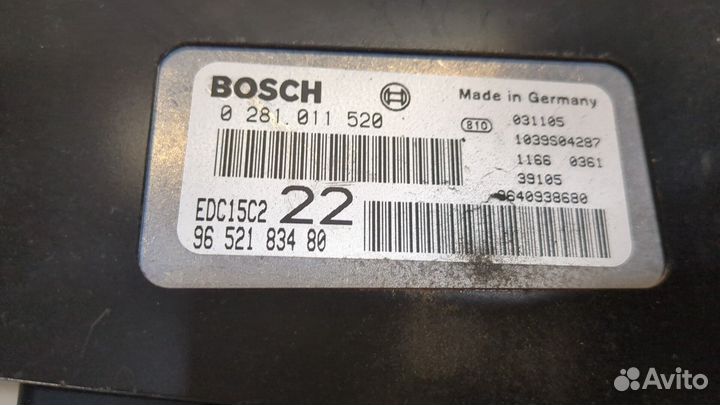 BOSCH
Made in Germany
0 281 011 520
810
031105
1039S04287
1166 0361
39105
9640938680
EDC15C2 22
96 521 834 80
Avito